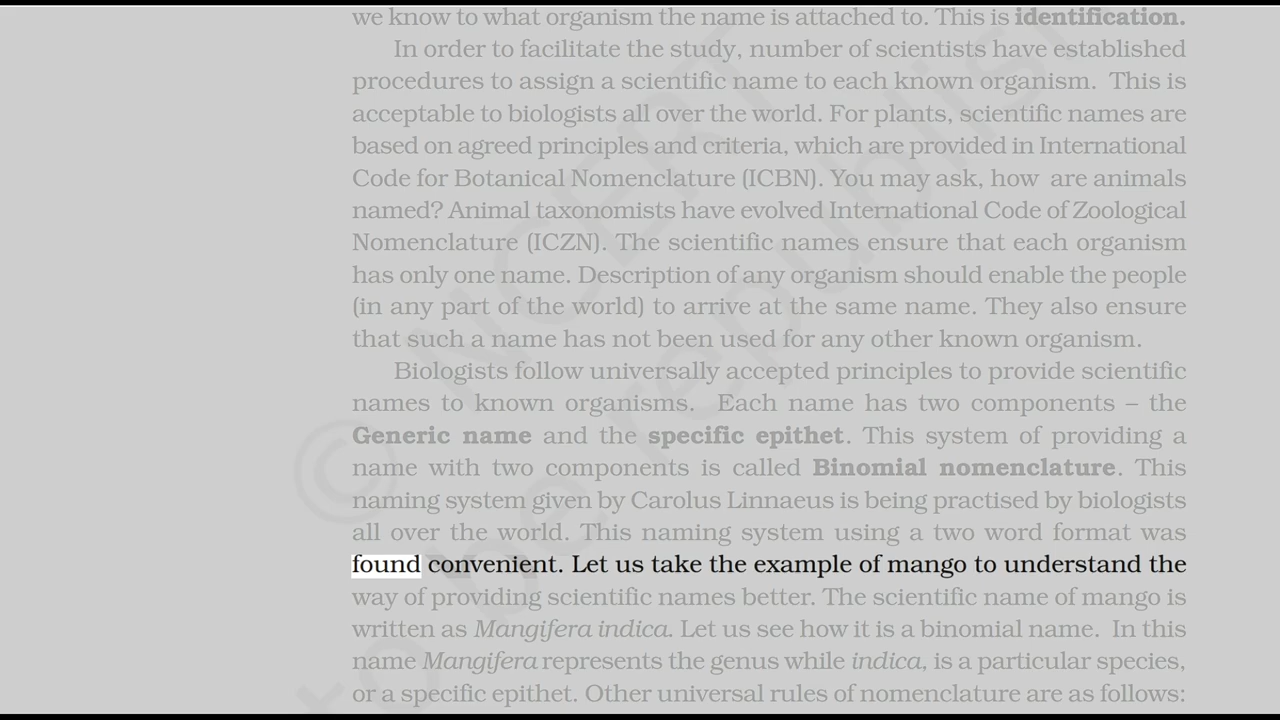 we know to what organism the name is attached to. This is identification.
In order to facilitate the study, number of scientists have established
procedures to assign a scientific name to each known organism. This is
acceptable to biologists all over the world. For plants, scientific names are
based on agreed principles and criteria, which are provided in International
Code for Botanical Nomenclature (ICBN). You may ask, how are animals
named? Animal taxonomists have evolved International Code of Zoological
Nomenclature (ICZN). The scientific names ensure that each organism
has only one name. Description of any organism should enable the people
(in any part of the world) to arrive at the same name. They also ensure
that such a name has not been used for any other known organism.
Biologists follow universally accepted principles to provide scientific
names to known organisms. Each name has two components – the
Generic name and the specific epithet. This system of providing a
name with two components is called Binomial nomenclature. This
naming system given by Carolus Linnaeus is being practised by biologists
all over the world. This naming system using a two word format was
found convenient. Let us take the example of mango to understand the
way of providing scientific names better. The scientific name of mango is
written as Mangifera indica. Let us see how it is a binomial name. In this
name Mangifera represents the genus while indica, is a particular species,
or a specific epithet. Other universal rules of nomenclature are as follows:
© NCERT
to be republish